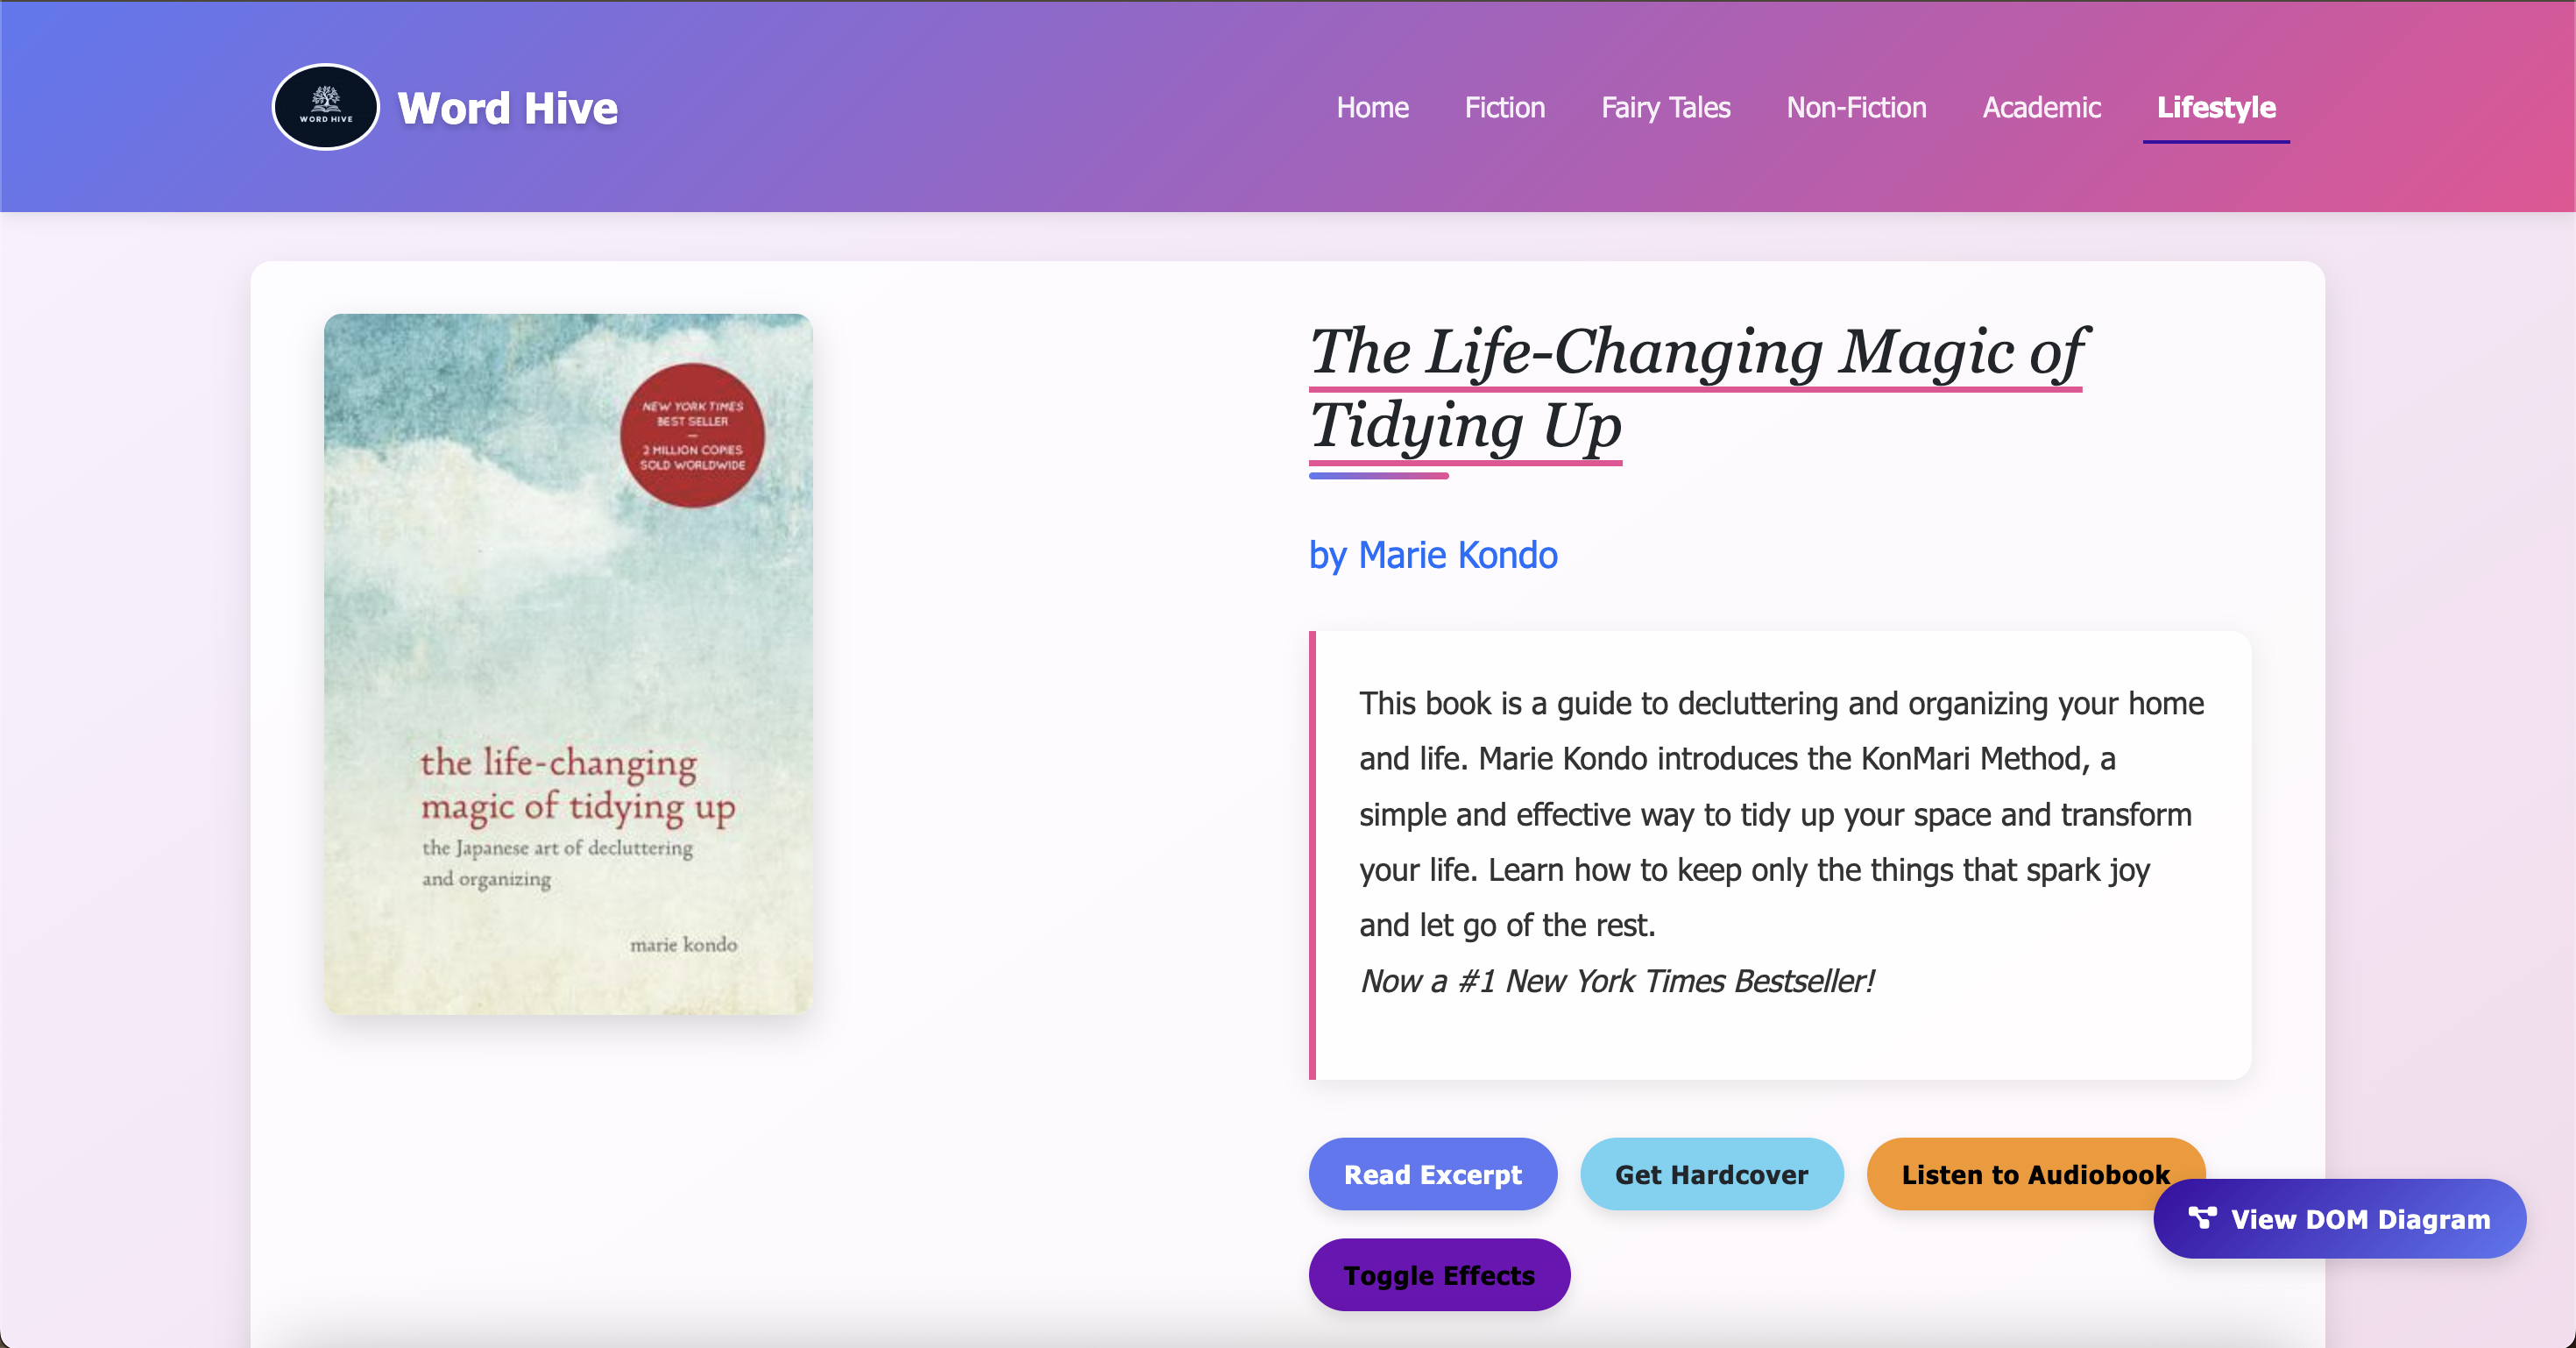 WORD HIVE
Word Hive
Home Fiction Fairy Tales Non-Fiction Academic Lifestyle
NEW YORK TIMES
BEST SELLER
—
2 MILLION COPIES
SOLD WORLDWIDE
the life-changing
magic of tidying up
the Japanese art of decluttering
and organizing
marie kondo
The Life-Changing Magic of
Tidying Up
by Marie Kondo
This book is a guide to decluttering and organizing your home
and life. Marie Kondo introduces the KonMari Method, a
simple and effective way to tidy up your space and transform
your life. Learn how to keep only the things that spark joy
and let go of the rest.
Now a #1 New York Times Bestseller!
Read Excerpt Get Hardcover Listen to Audiobook
View DOM Diagram
Toggle Effects